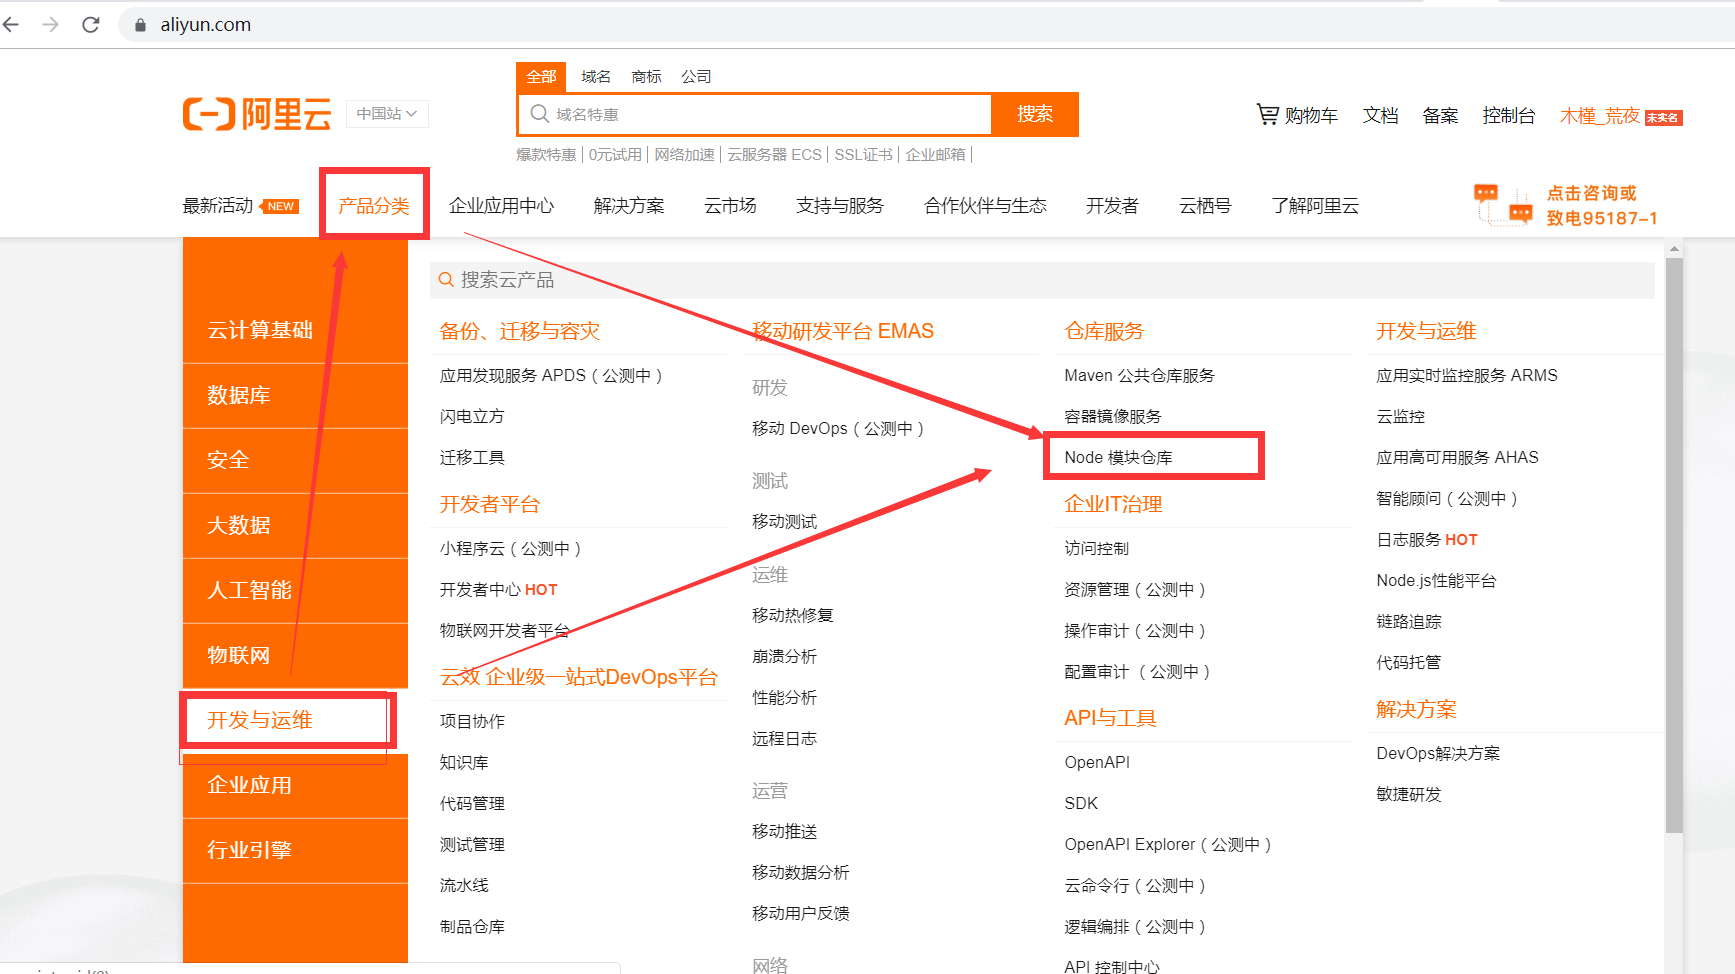 aliyun.com
全部 域名 商标 公司
阿里云 中国站
域名特惠 搜索
购物车 文档 备案 控制台 木槿_荒夜 未实名
爆款特惠 | 0元试用 | 网络加速 | 云服务器 ECS | SSL证书 | 企业邮箱 |
最新活动 NEW 产品分类 企业应用中心 解决方案 云市场 支持与服务 合作伙伴与生态 开发者 云栖号 了解阿里云
点击咨询或
致电95187-1
云计算基础
数据库
安全
大数据
人工智能
物联网
开发与运维
企业应用
行业引擎
搜索云产品
备份、迁移与容灾
应用发现服务 APDS（公测中）
闪电立方
迁移工具
开发者平台
小程序云（公测中）
开发者中心 HOT
物联网开发者平台
云效 企业级一站式DevOps平台
项目协作
知识库
代码管理
测试管理
流水线
制品仓库
移动研发平台 EMAS
研发
移动 DevOps（公测中）
测试
移动测试
运维
移动热修复
崩溃分析
性能分析
远程日志
运营
移动推送
移动数据分析
移动用户反馈
网络
仓库服务
Maven 公共仓库服务
容器镜像服务
Node 模块仓库
企业IT治理
访问控制
资源管理（公测中）
操作审计（公测中）
配置审计 （公测中）
API与工具
OpenAPI
SDK
OpenAPI Explorer（公测中）
云命令行（公测中）
逻辑编排（公测中）
API 控制中心
开发与运维
应用实时监控服务 ARMS
云监控
应用高可用服务 AHAS
智能顾问（公测中）
日志服务 HOT
Node.js性能平台
链路追踪
代码托管
解决方案
DevOps解决方案
敏捷研发